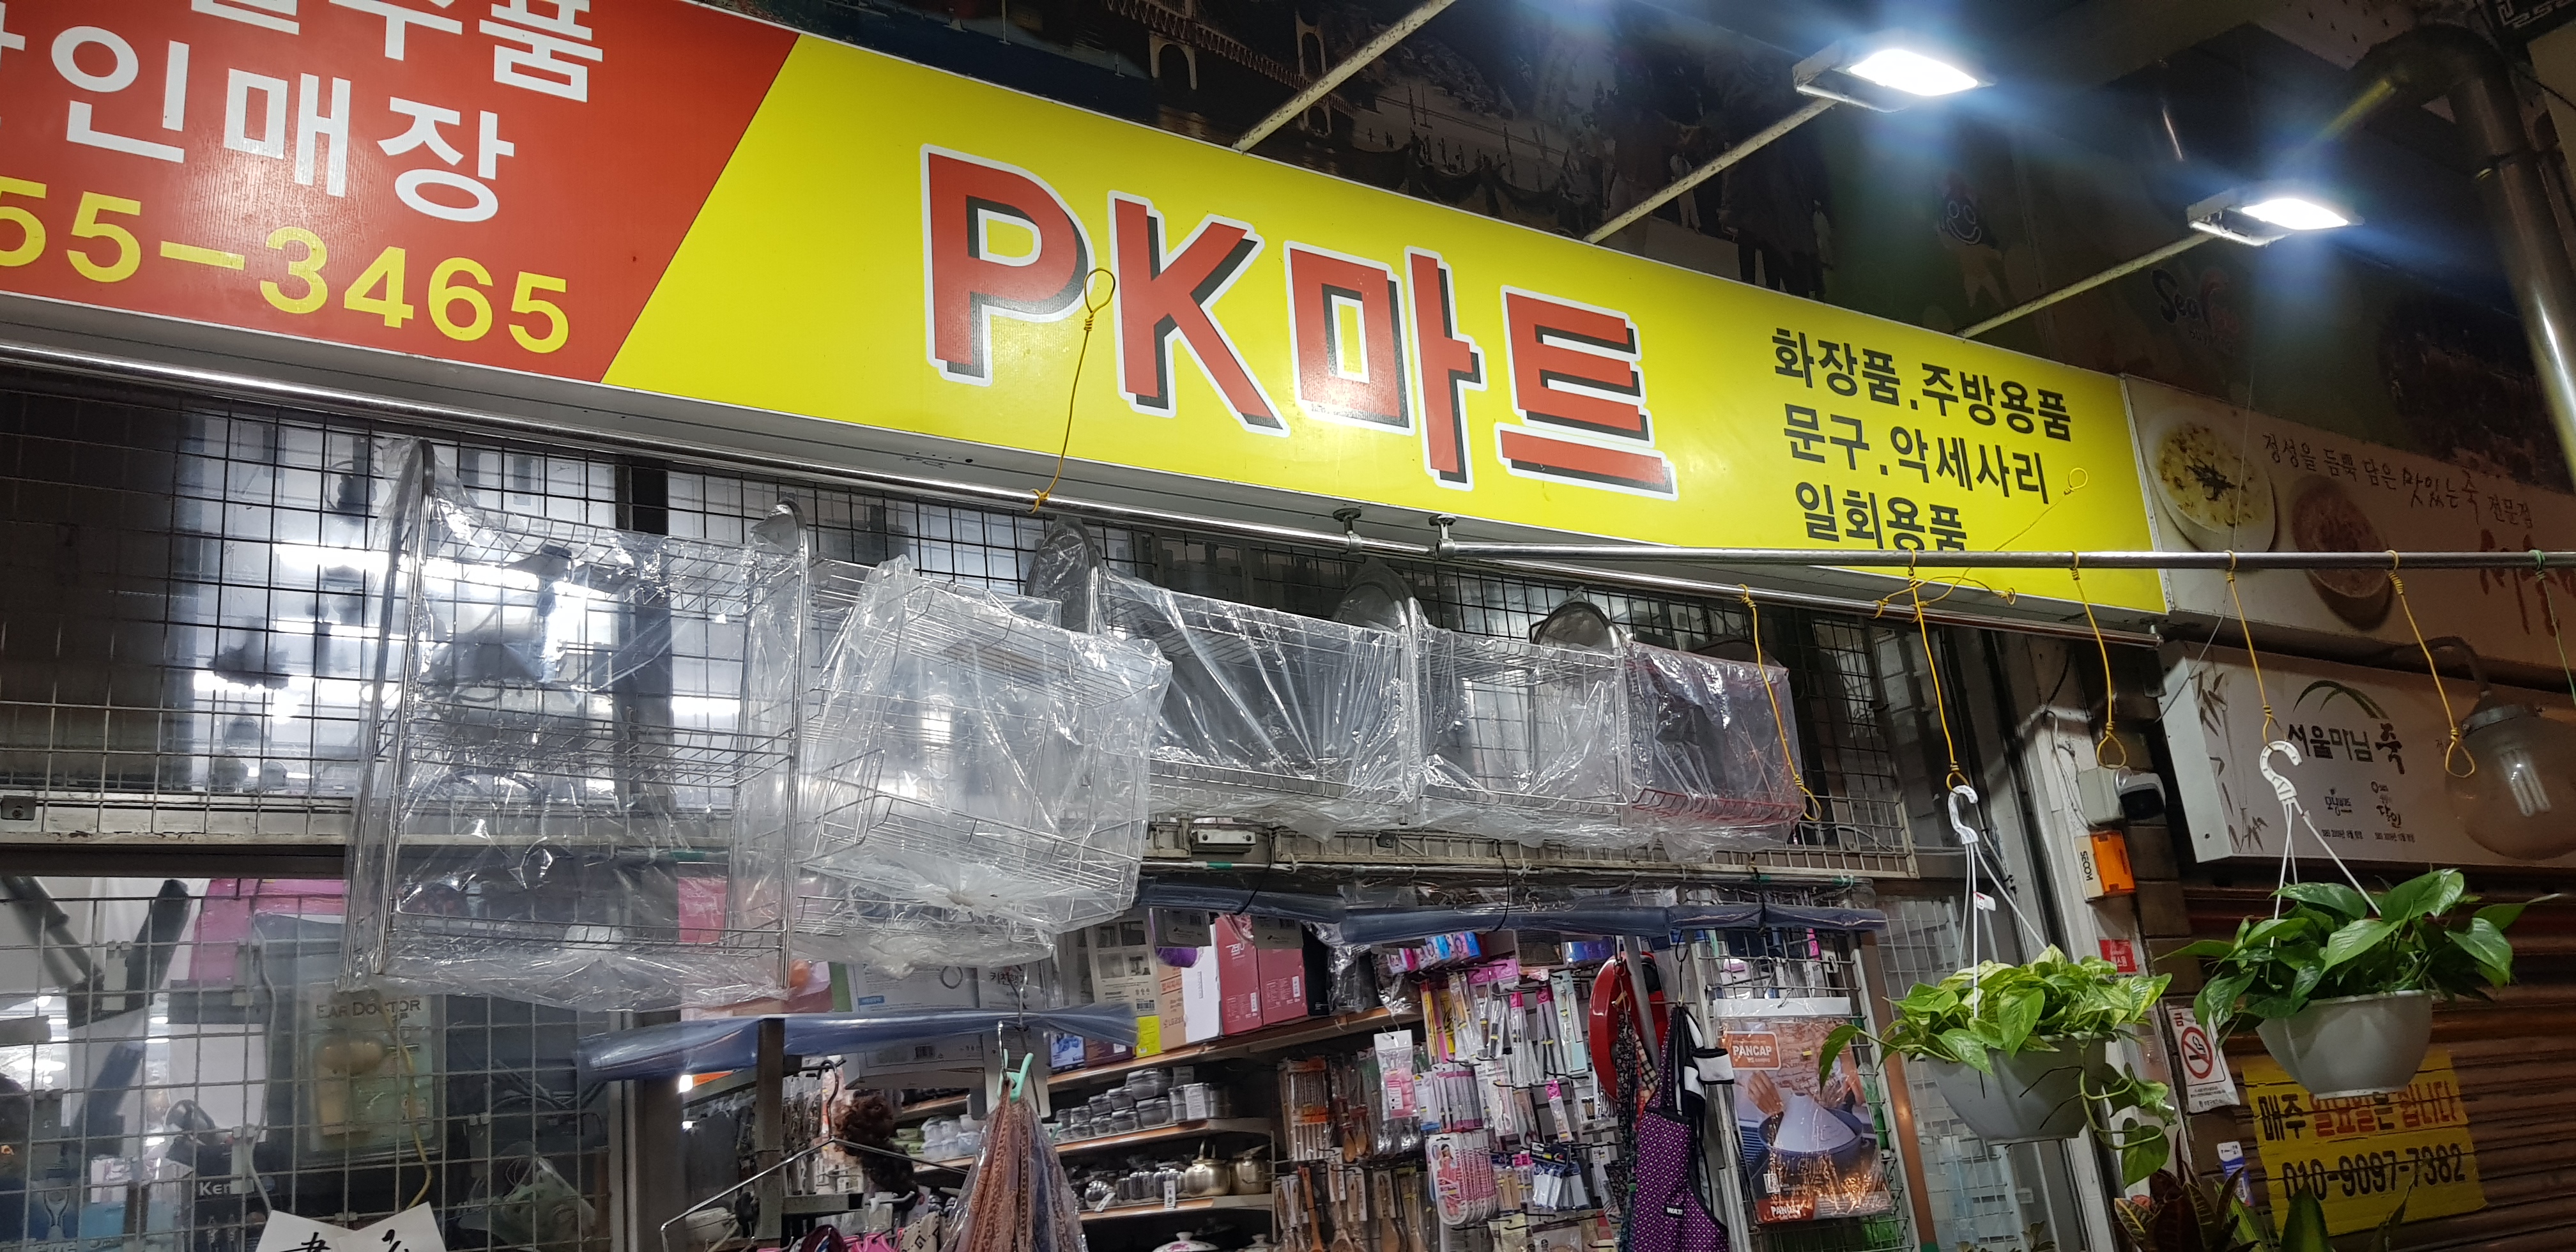 인매장
55-3465
PK마트
화장품.주방용품
문구.악세사리
일회용품
정성을 듬뿍 담은 맛있는 죽 전문점
서울마님죽
EAR DOCTOR
PANCAP
SECOM
매주 일요일은 쉽니다
010-9097-7382